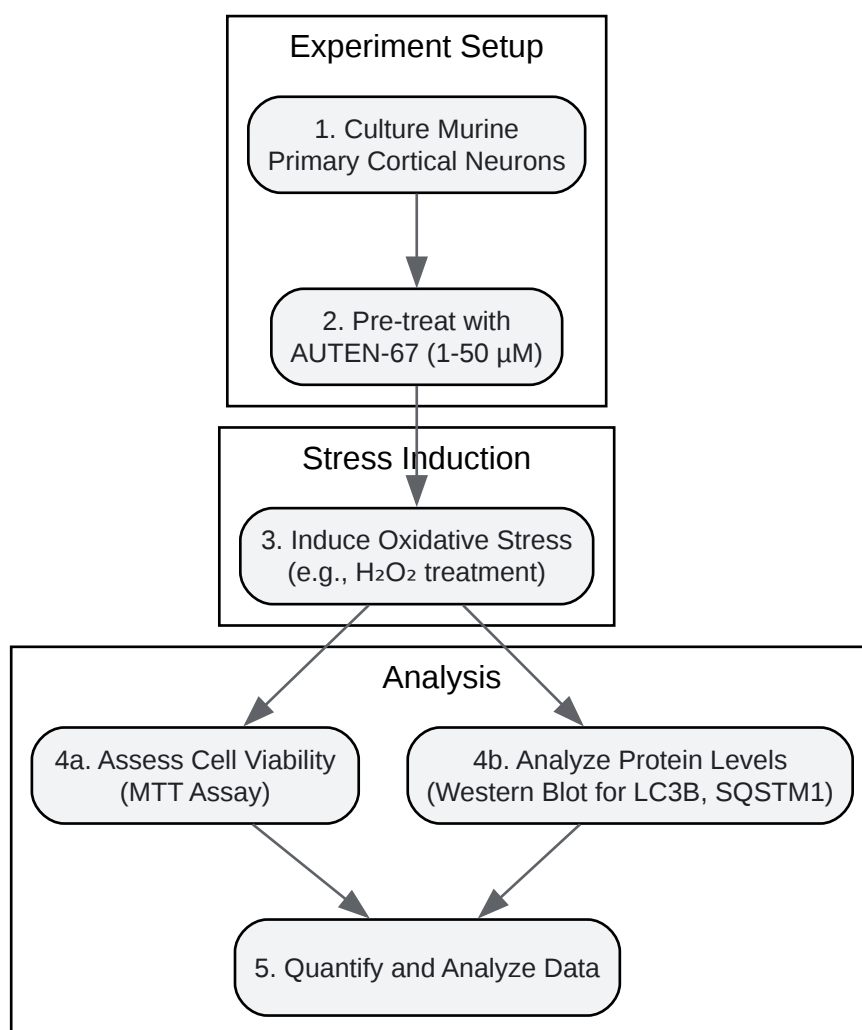 Experiment Setup
1. Culture Murine
Primary Cortical Neurons
2. Pre-treat with
AUTEN-67 (1-50 µM)
Stress Induction
3. Induce Oxidative Stress
(e.g., H₂O₂ treatment)
Analysis
4a. Assess Cell Viability
(MTT Assay)
4b. Analyze Protein Levels
(Western Blot for LC3B, SQSTM1)
5. Quantify and Analyze Data